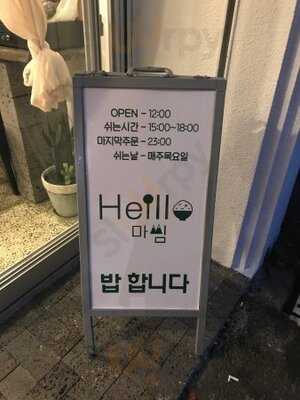 OPEN - 12:00
쉬는시간 - 15:00~18:00
마지막주문 - 23:00
쉬는날 - 매주목요일
Hello
마씸
밥 합니다